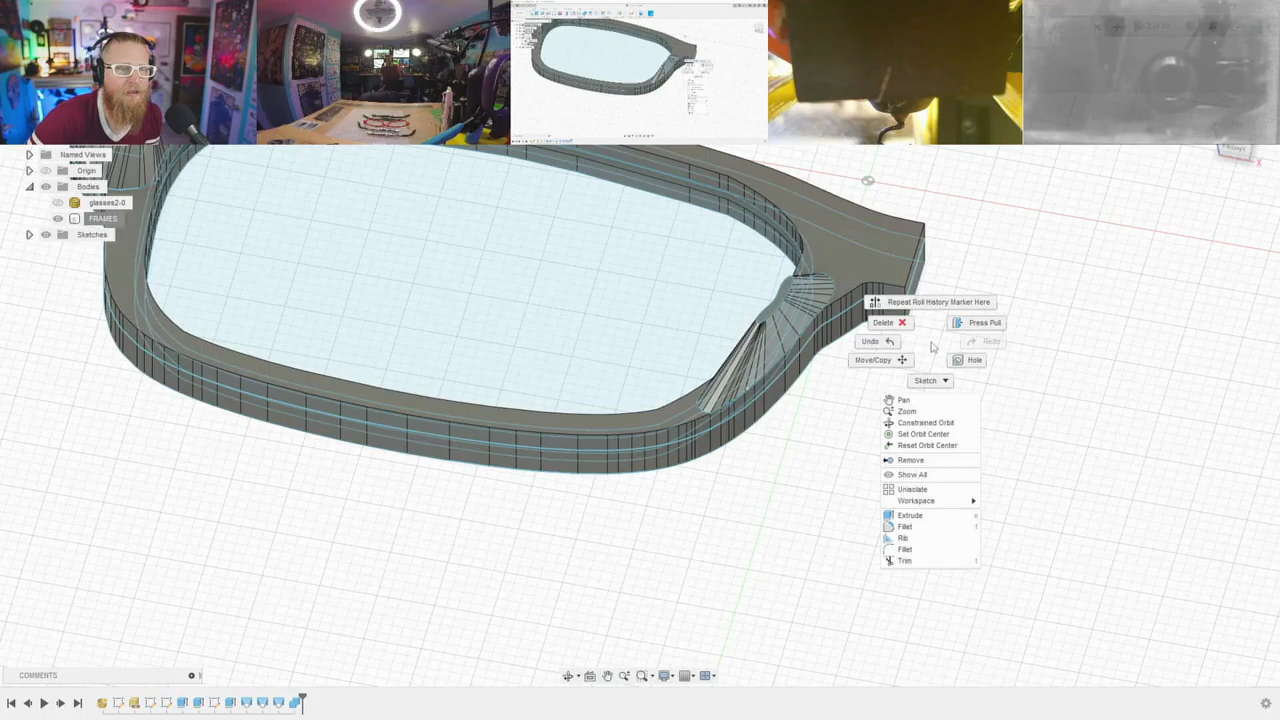 FRONT
X
Named Views
Origin
Bodies
glasses2-0
FRAMES
Sketches
Repeat Roll History Marker Here
Delete
Press Pull
Undo
Redo
Move/Copy
Hole
Sketch
Pan
Zoom
Constrained Orbit
Set Orbit Center
Reset Orbit Center
Remove
Show All
Unisolate
Workspace
Extrude e
Fillet f
Rib
Fillet
Trim t
COMMENTS